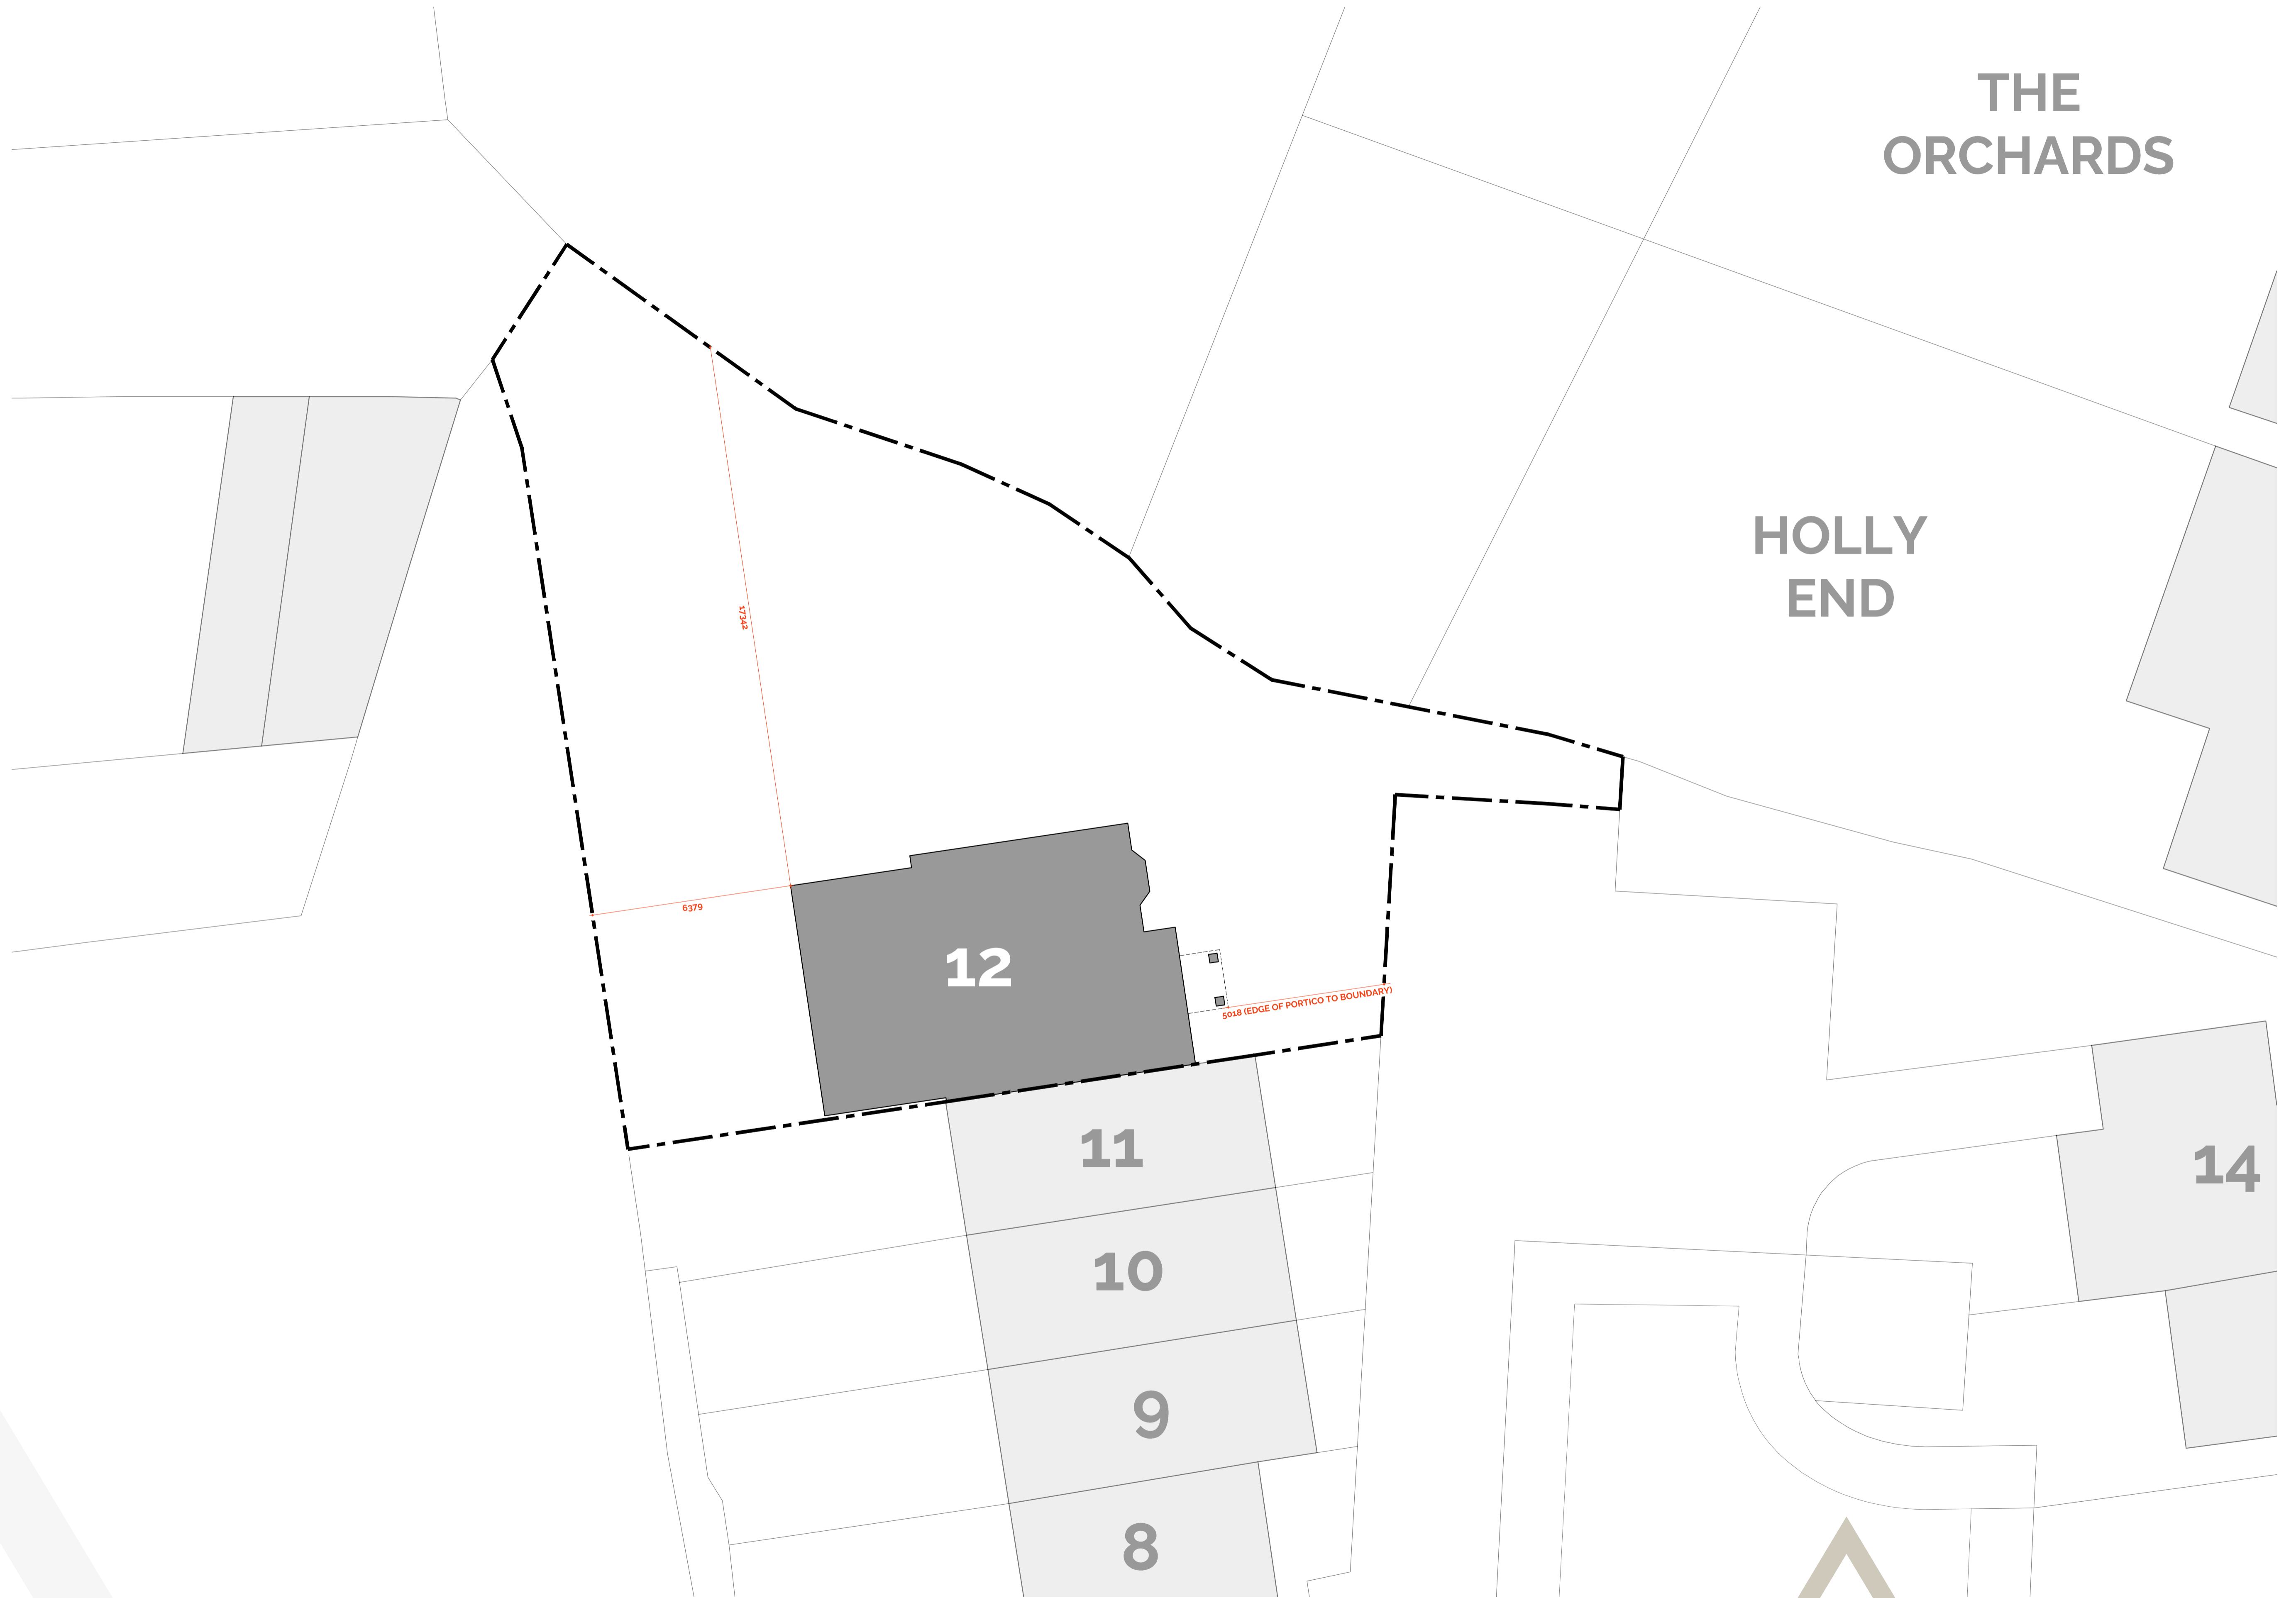 THE
ORCHARDS
HOLLY
END
17342
6379
12
5018 (EDGE OF PORTICO TO BOUNDARY)
11
14
10
9
8